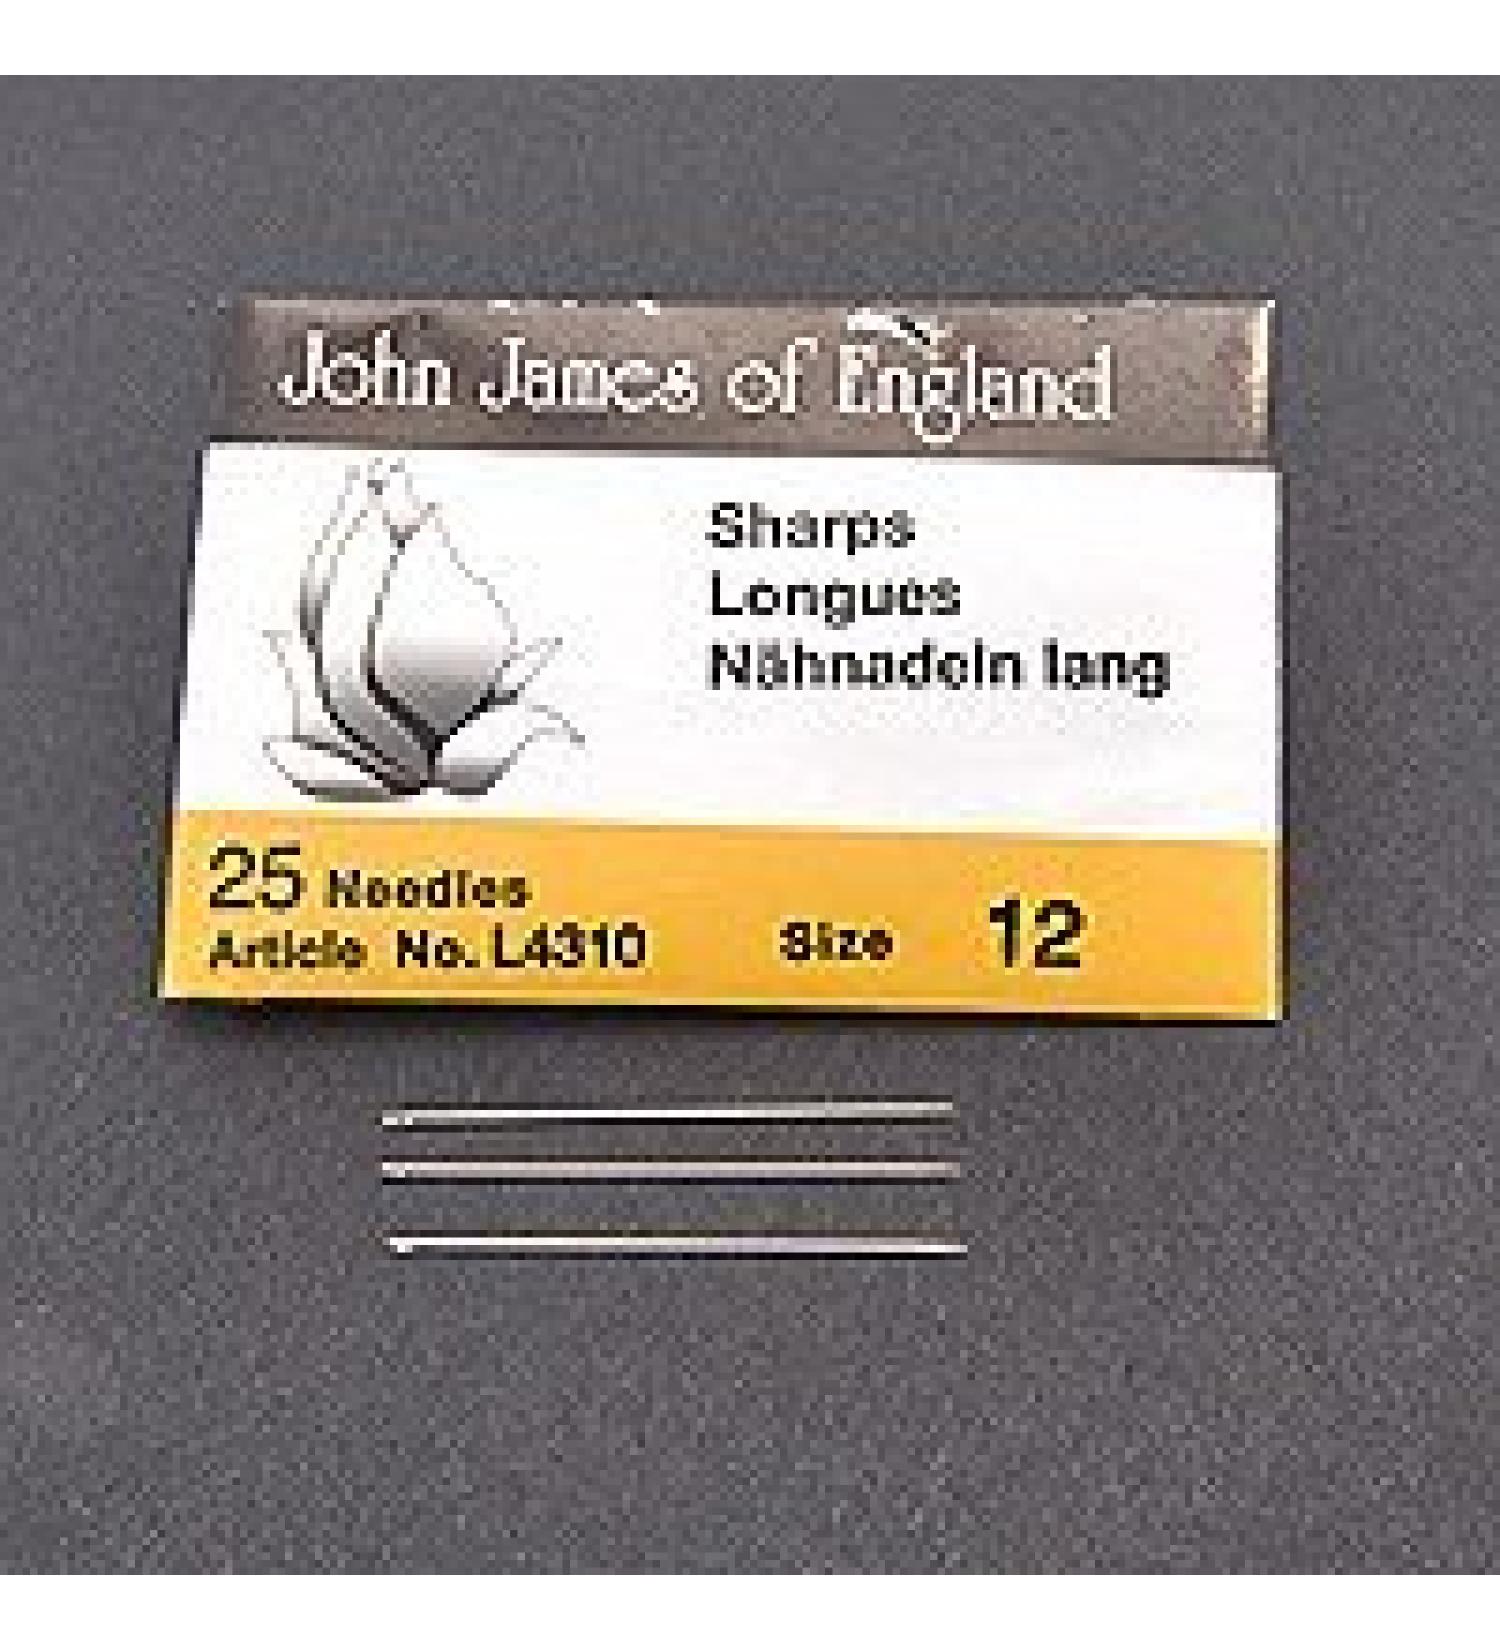 John James of England
Sharps
Longues
Nähnadeln lang
25 Needles
Article No. L4310 Size 12